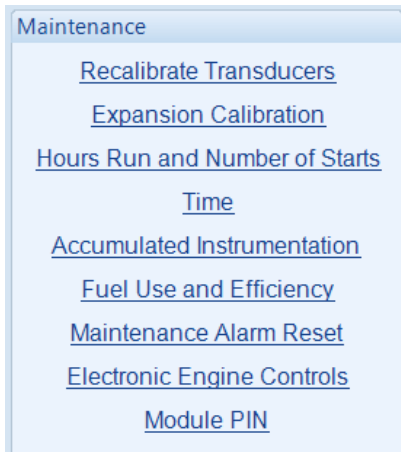 Maintenance
Recalibrate Transducers
Expansion Calibration
Hours Run and Number of Starts
Time
Accumulated Instrumentation
Fuel Use and Efficiency
Maintenance Alarm Reset
Electronic Engine Controls
Module PIN